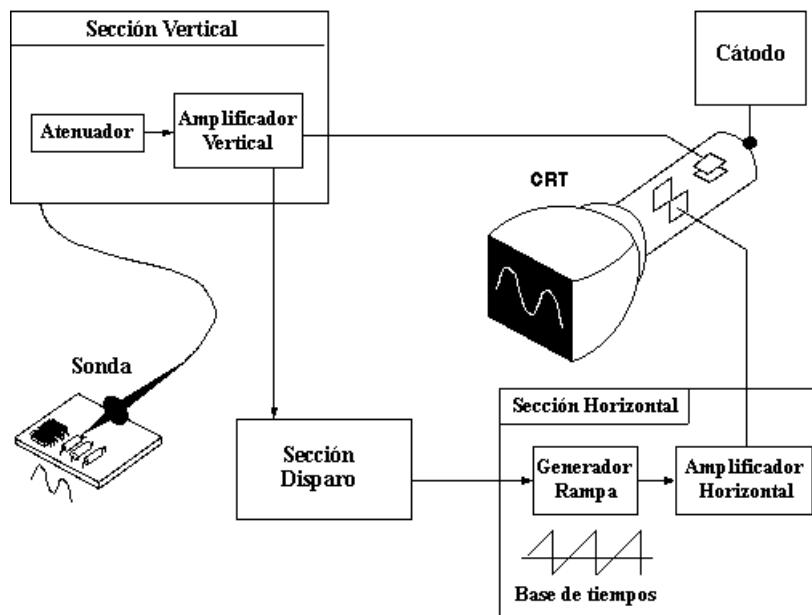 Sección Vertical
Atenuador
Amplificador
Vertical
Cátodo
CRT
Sonda
Sección
Disparo
Sección Horizontal
Generador
Rampa
Amplificador
Horizontal
Base de tiempos